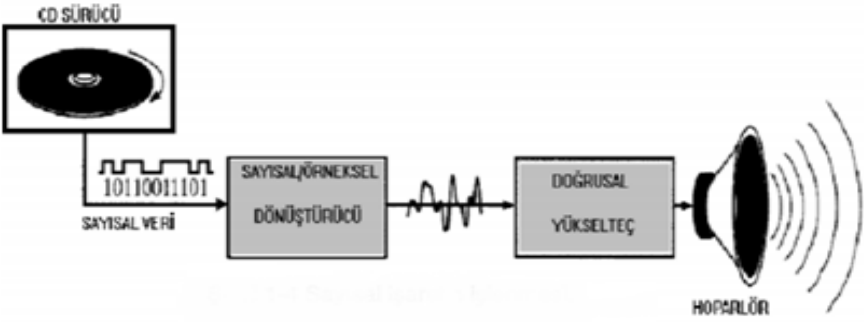 CD SÜRÜCÜ
10110011101
SAYISAL VERİ
SAYISAL/ÖRNEKSEL
DÖNÜŞTÜRÜCÜ
DOĞRUSAL
YÜKSELTEÇ
HOPARLÖR